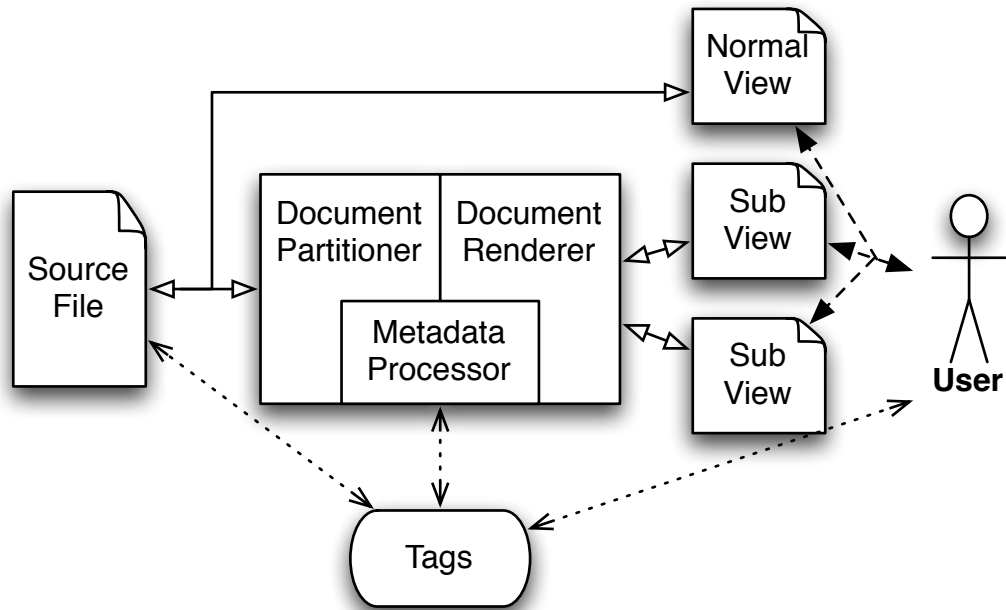 Normal
View
Source
File
Document
Partitioner
Document
Renderer
Metadata
Processor
Sub
View
Sub
View
User
Tags